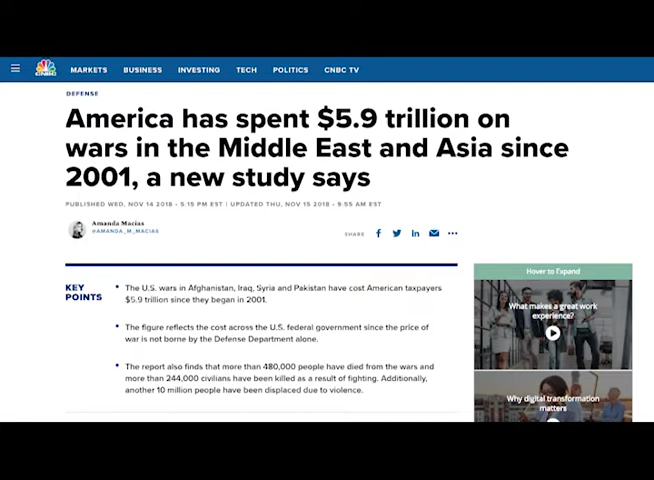 CNBC MARKETS BUSINESS INVESTING TECH POLITICS CNBC TV
DEFENSE
America has spent $5.9 trillion on
wars in the Middle East and Asia since
2001, a new study says
PUBLISHED WED, NOV 14 2018 • 5:15 PM EST | UPDATED THU, NOV 15 2018 • 9:55 AM EST
Amanda Macias
@AMANDA_M_MACIAS
SHARE
KEY
POINTS
• The U.S. wars in Afghanistan, Iraq, Syria and Pakistan have cost American taxpayers
$5.9 trillion since they began in 2001.
• The figure reflects the cost across the U.S. federal government since the price of
war is not borne by the Defense Department alone.
• The report also finds that more than 480,000 people have died from the wars and
more than 244,000 civilians have been killed as a result of fighting. Additionally,
another 10 million people have been displaced due to violence.
Hover to Expand
What makes a great work
experience?
Why digital transformation
matters